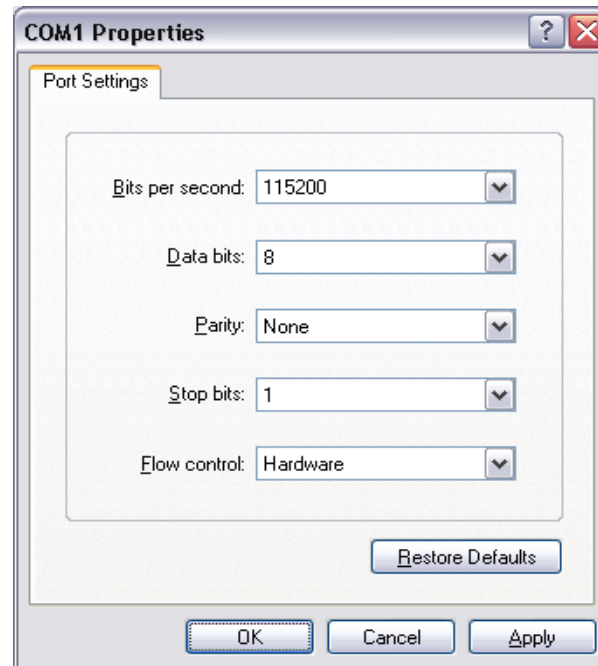 COM1 Properties
Port Settings
Bits per second: 115200
Data bits: 8
Parity: None
Stop bits: 1
Flow control: Hardware
Restore Defaults
OK Cancel Apply